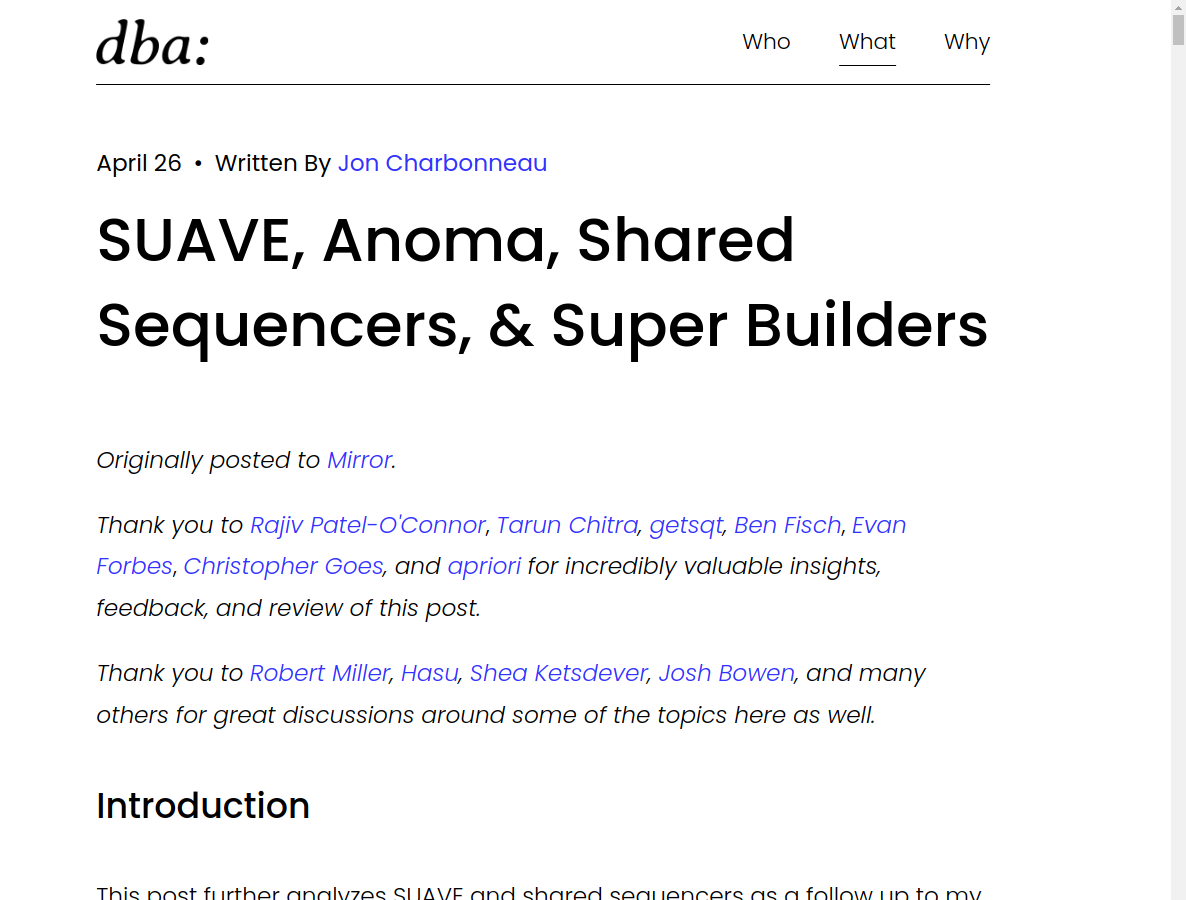 dba:
Who What Why
April 26 • Written By Jon Charbonneau
SUAVE, Anoma, Shared
Sequencers, & Super Builders
Originally posted to Mirror.
Thank you to Rajiv Patel-O'Connor, Tarun Chitra, getsqt, Ben Fisch, Evan
Forbes, Christopher Goes, and apriori for incredibly valuable insights,
feedback, and review of this post.
Thank you to Robert Miller, Hasu, Shea Ketsdever, Josh Bowen, and many
others for great discussions around some of the topics here as well.
Introduction
This post further analyzes SUAVE and shared sequencers as a follow up to my